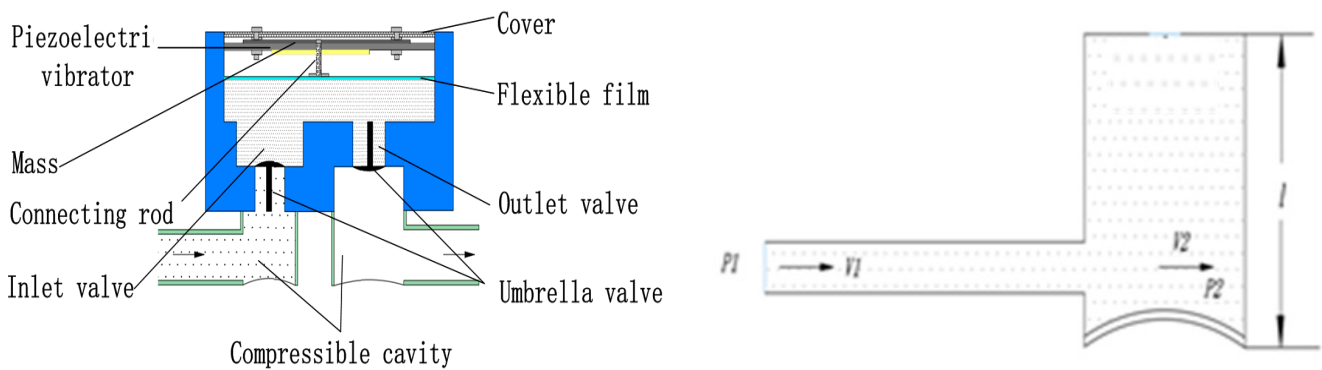 Piezoelectri
vibrator
Mass
Connecting rod
Inlet valve
Cover
Flexible film
Outlet valve
Umbrella valve
Compressible cavity
P1
V1
V2
P2
l